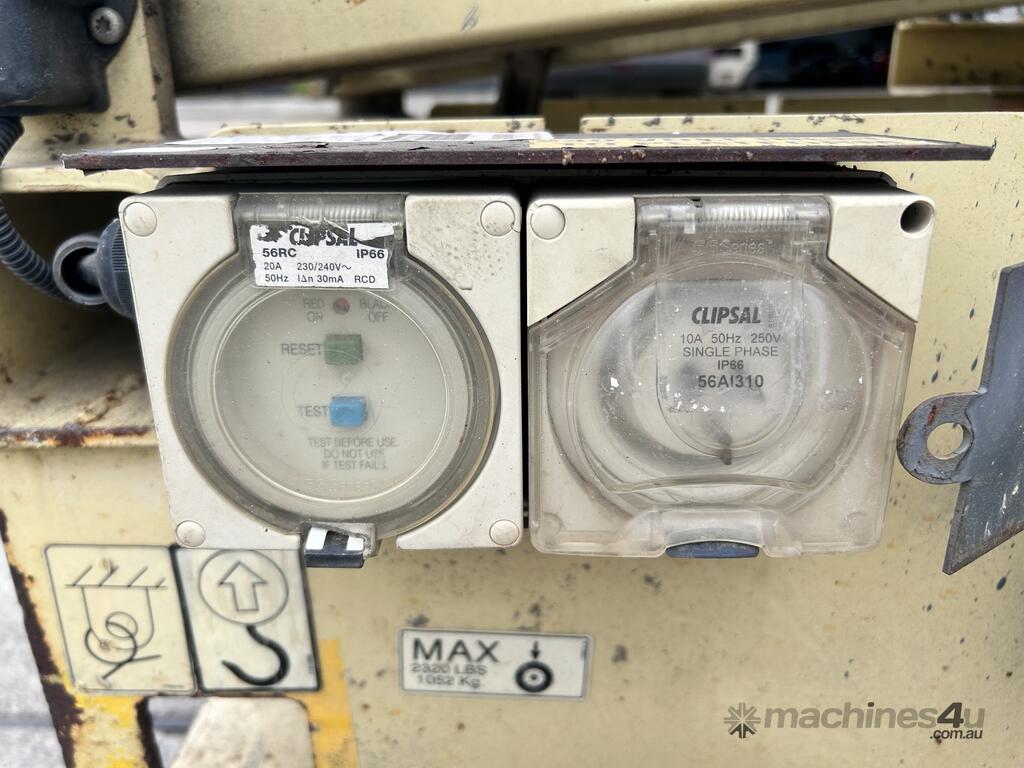 CLIPSAL
56RC IP66
20A 230/240V~
50Hz IΔn 30mA RCD
RED
ON OFF
RESET
TEST
TEST BEFORE USE.
DO NOT USE
IF TEST FAILS.
Series
CLIPSAL
10A 50Hz 250V
SINGLE PHASE
IP66
56AI310
MAX
2320 LBS
1052 Kg.
machines4u
.com.au